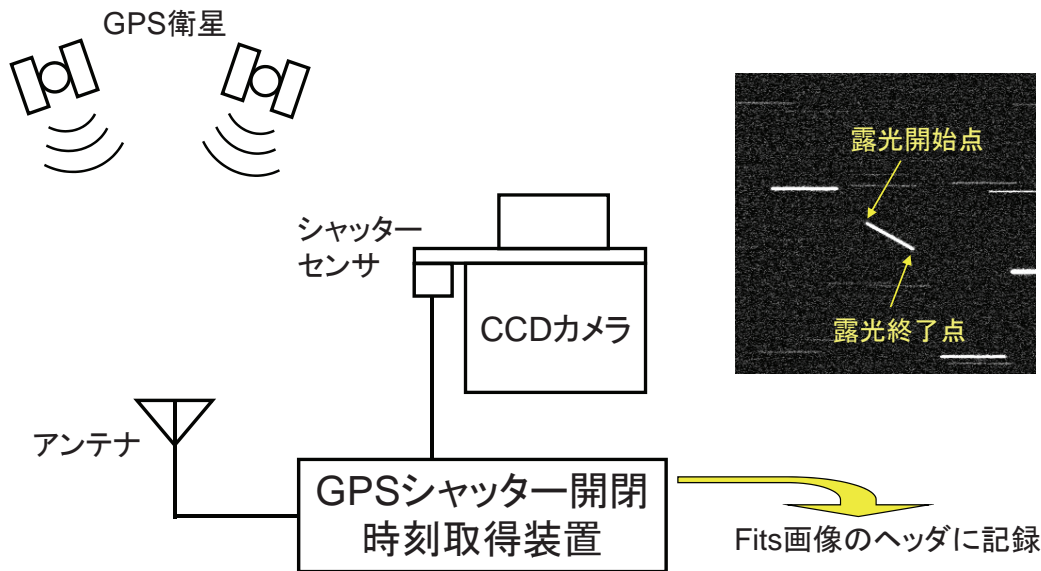 GPS衛星
露光開始点
シャッター
センサ
CCDカメラ
露光終了点
アンテナ
GPSシャッター開閉
時刻取得装置
Fits画像のヘッダに記録